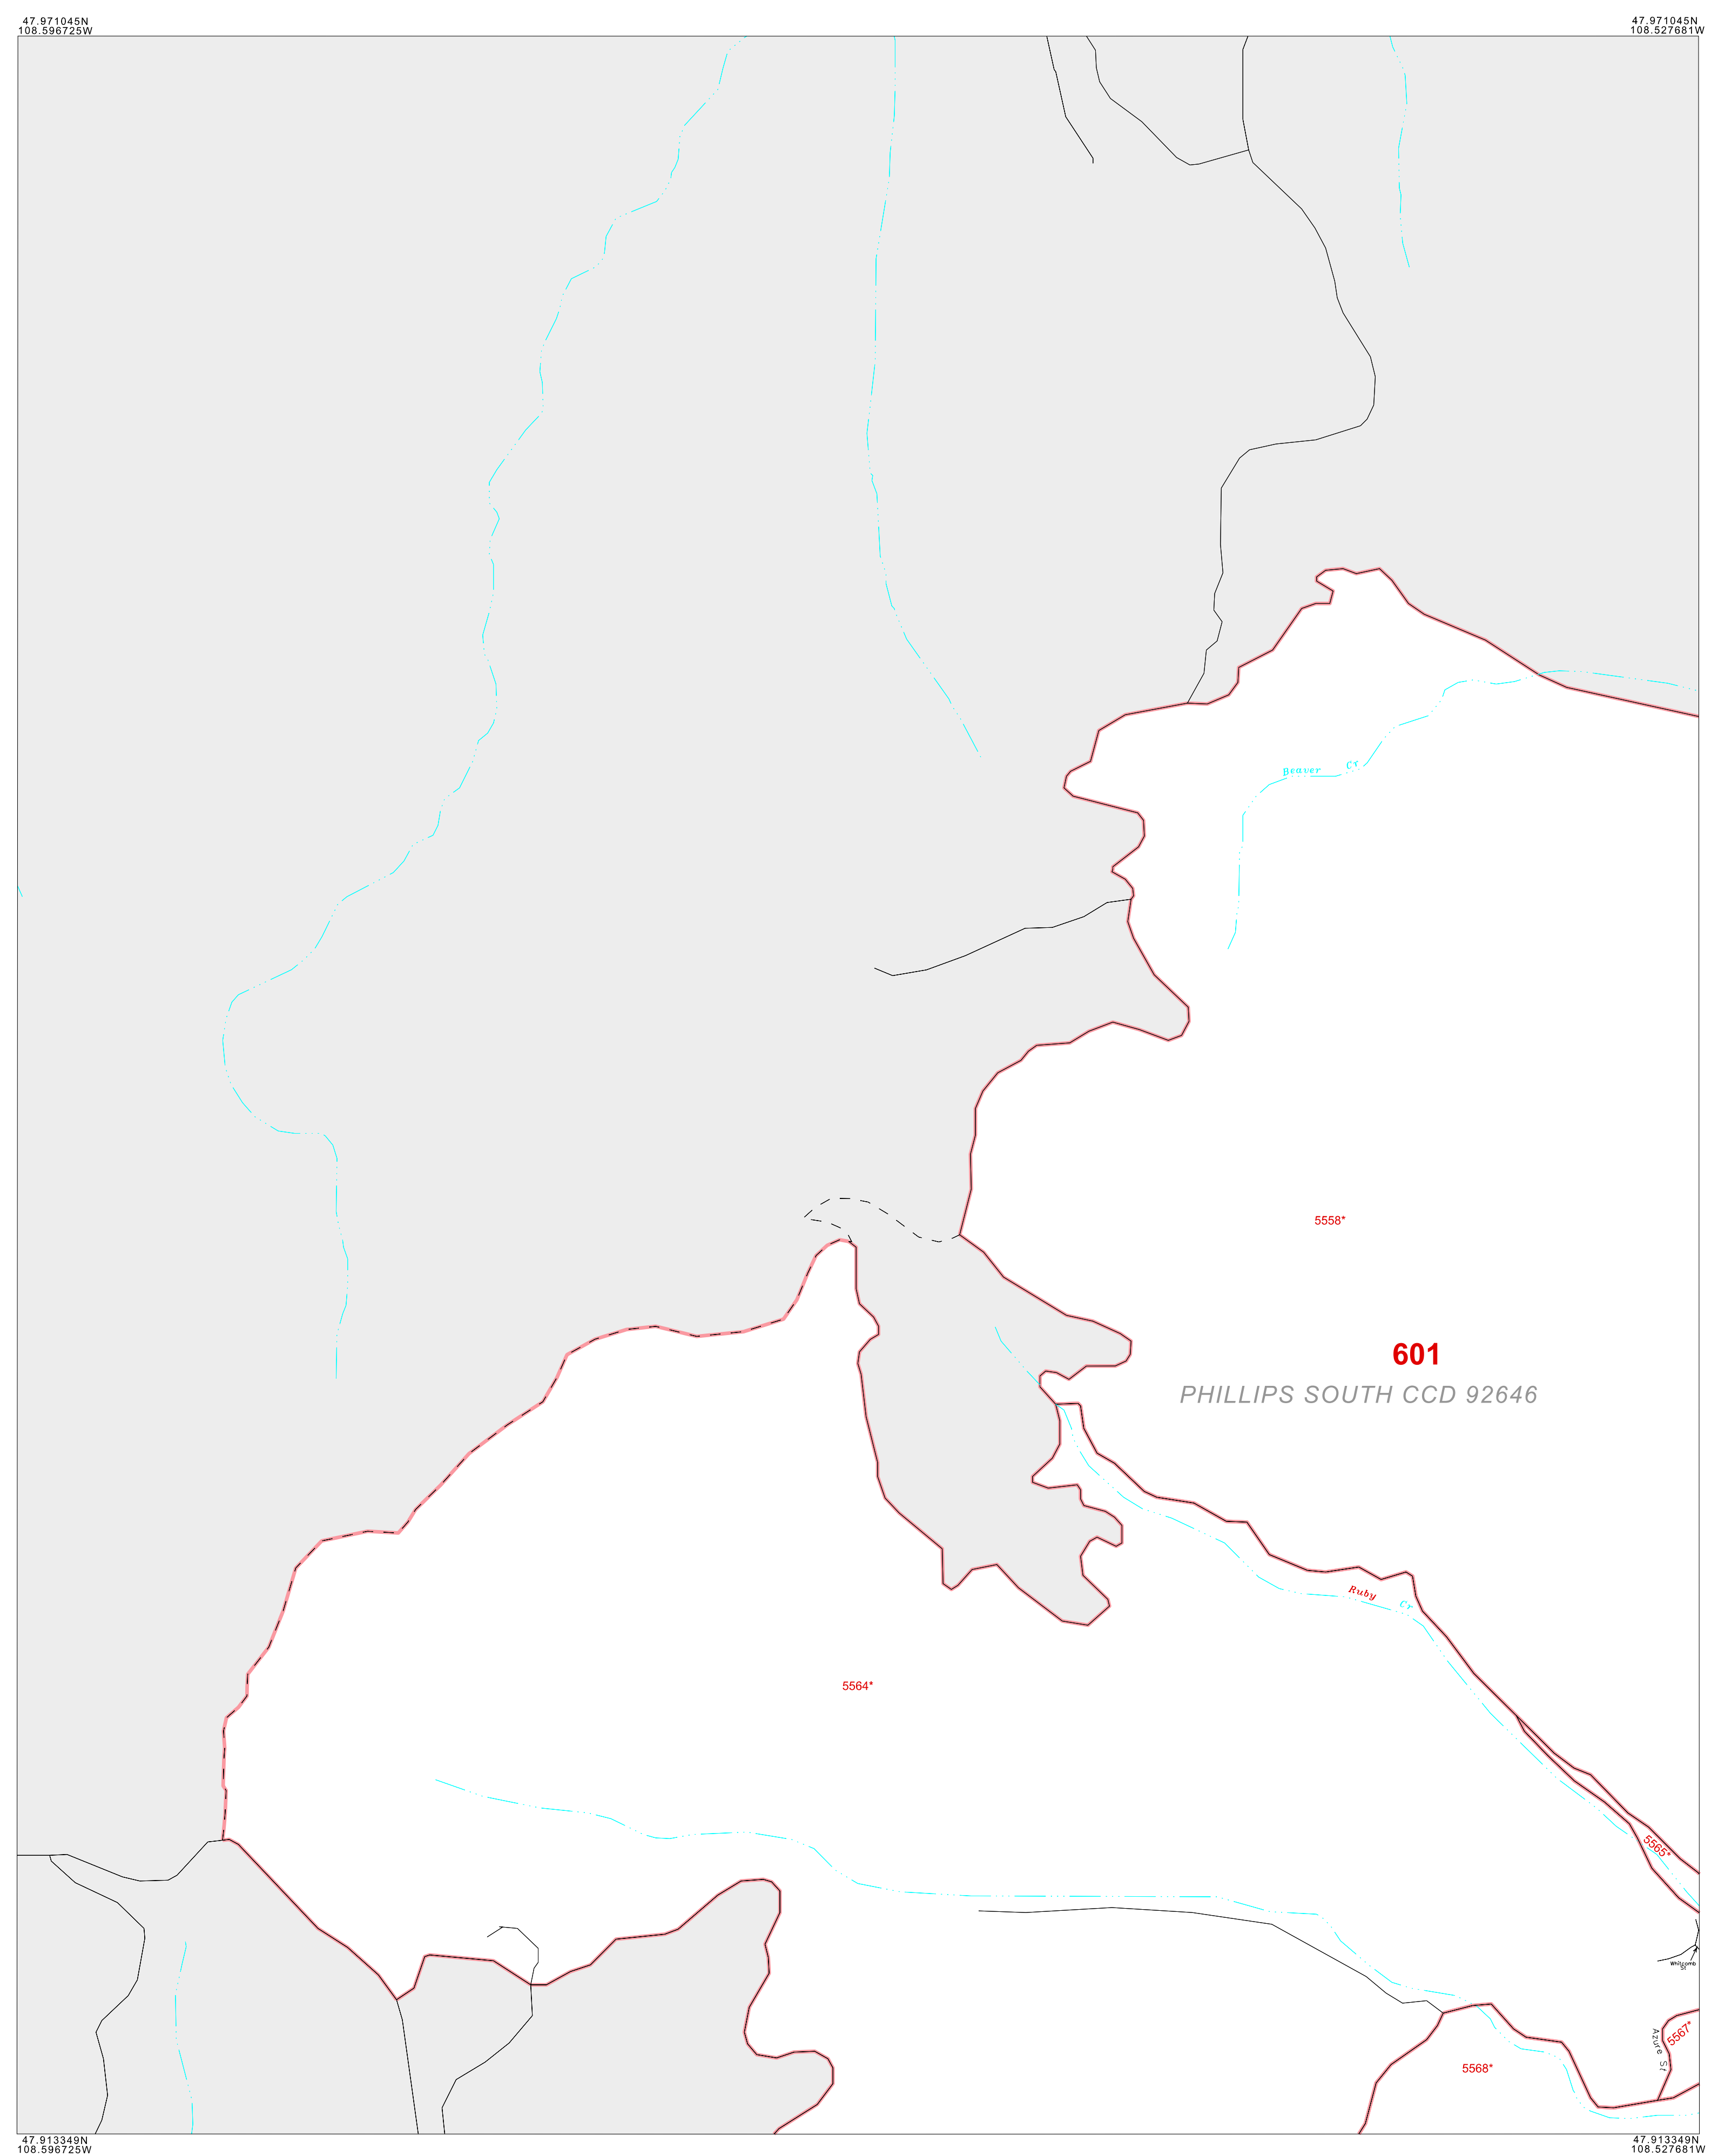 47.971045N
108.596725W
47.971045N
108.527681W
Beaver Cr
5558*
601
PHILLIPS SOUTH CCD 92646
Ruby Cr
5564*
5565*
Whitcomb
St
5567*
Azure St
5568*
47.913349N
108.596725W
47.913349N
108.527681W